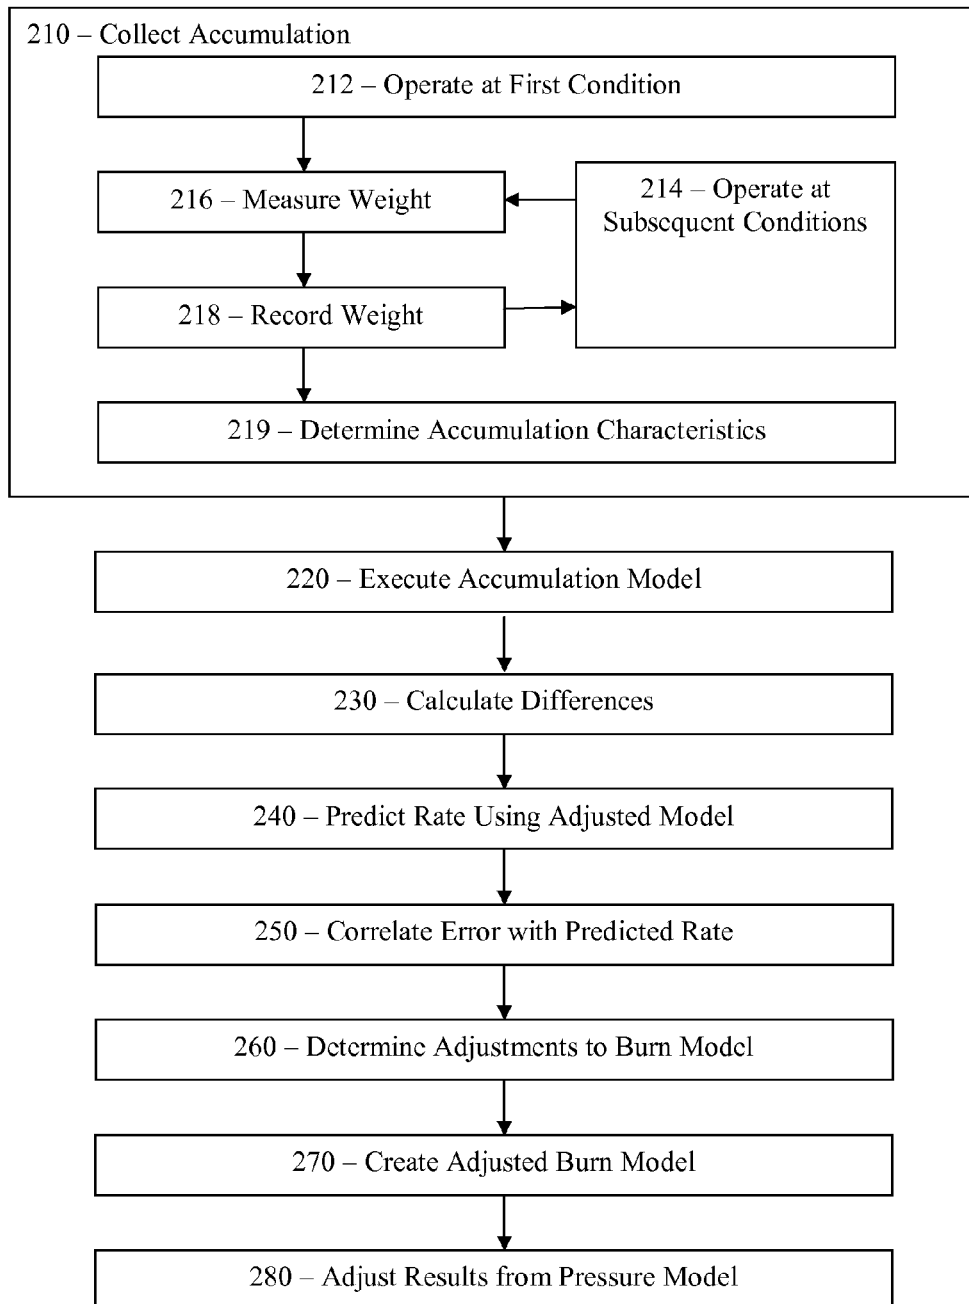 210 – Collect Accumulation
212 – Operate at First Condition
216 – Measure Weight
214 – Operate at
Subsequent Conditions
218 – Record Weight
219 – Determine Accumulation Characteristics
220 – Execute Accumulation Model
230 – Calculate Differences
240 – Predict Rate Using Adjusted Model
250 – Correlate Error with Predicted Rate
260 – Determine Adjustments to Burn Model
270 – Create Adjusted Burn Model
280 – Adjust Results from Pressure Model